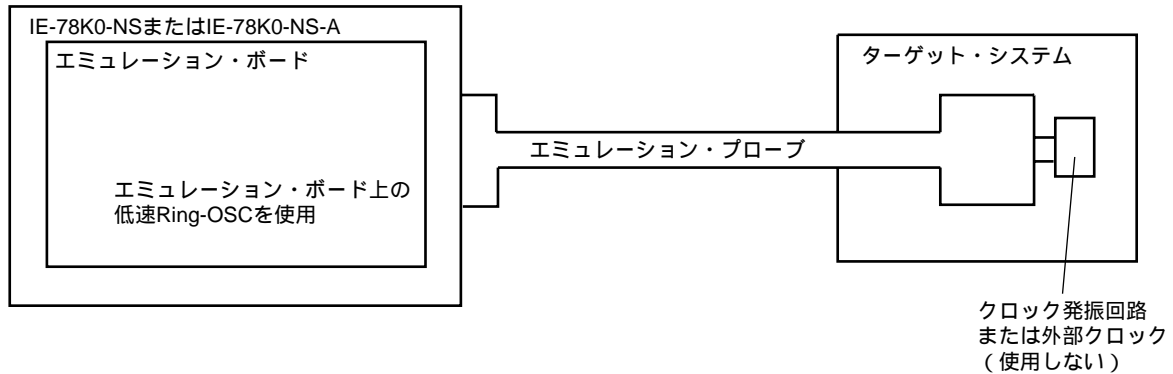 IE-78K0-NSまたはIE-78K0-NS-A
エミュレーション・ボード
エミュレーション・ボード上の
低速Ring-OSCを使用
エミュレーション・プローブ
ターゲット・システム
クロック発振回路
または外部クロック
（使用しない）